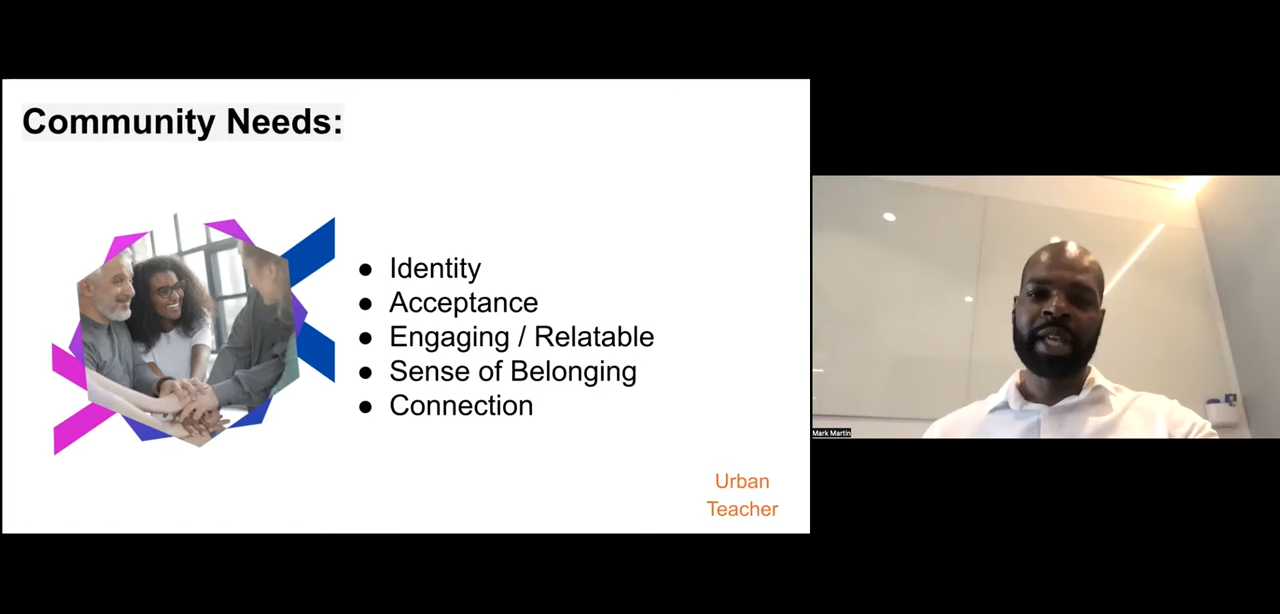 Community Needs:
● Identity
● Acceptance
● Engaging / Relatable
● Sense of Belonging
● Connection
Urban
Teacher
Mark Martin